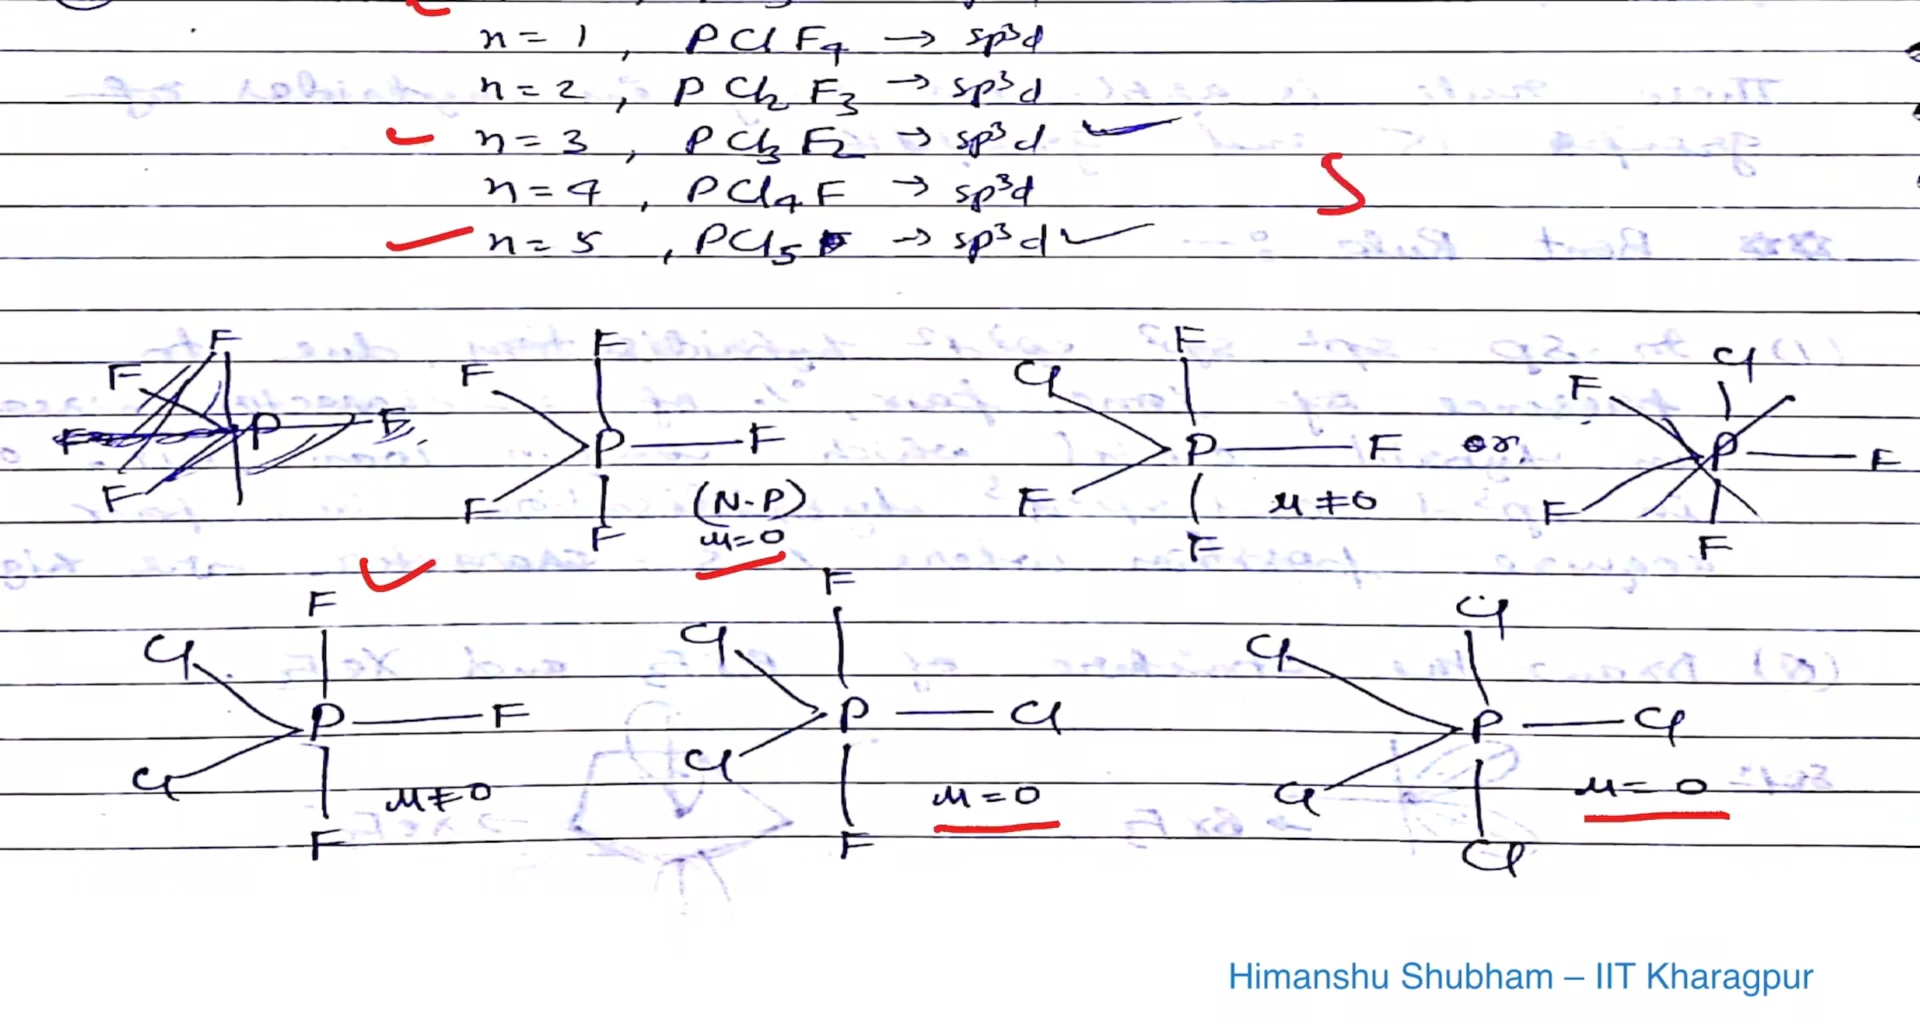 n = 1 , PClF4 → sp³d
n = 2 , PCl2F3 → sp³d
n = 3 , PCl3F2 → sp³d
n = 4 , PCl4F → sp³d
n = 5 , PCl5 → sp³d
F F P F F F
F F P F F F (N-P) μ=0
F Cl P F F F μ≠0 or
Cl F P F F F
F Cl P F Cl F μ≠0
F Cl P Cl Cl F μ=0
Cl Cl P Cl Cl Cl μ=0
Himanshu Shubham – IIT Kharagpur